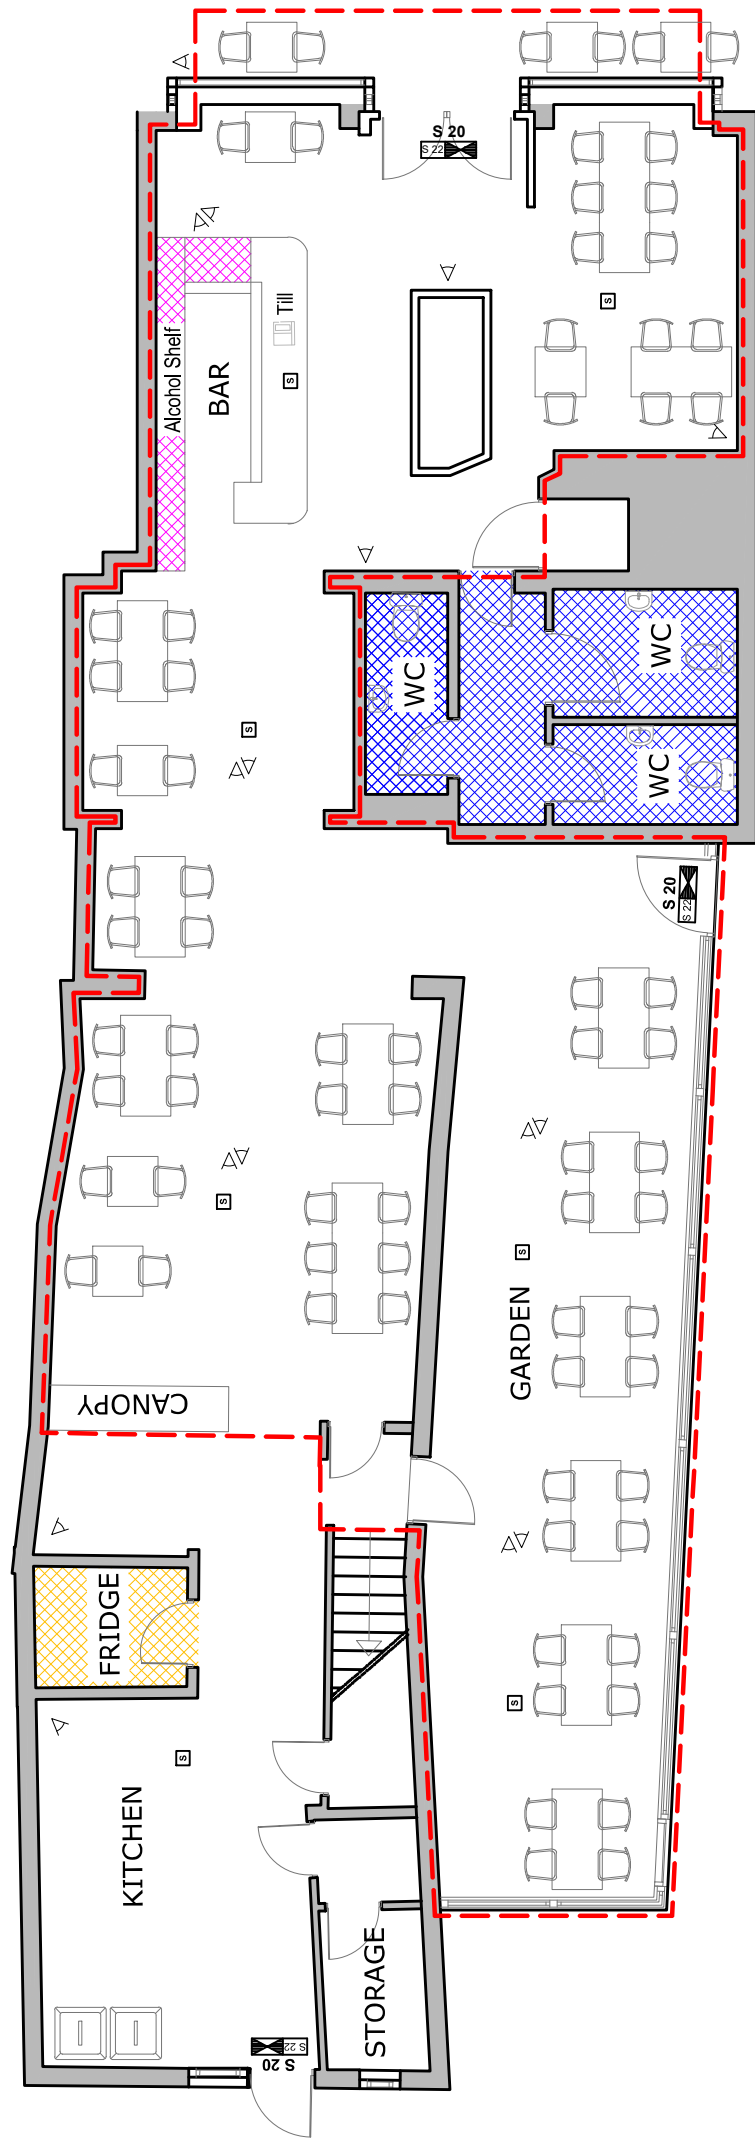 S 20
S 22
Till
S
Alcohol Shelf
BAR
S
WC
WC
S
WC
S 20
S 22
S
S
GARDEN
CANOPY
FRIDGE
S
S
KITCHEN
STORAGE
S 20
S 22